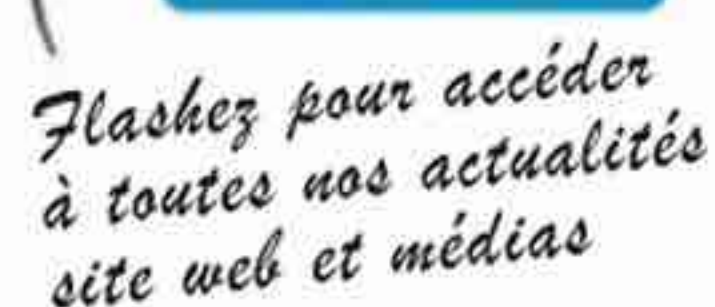 Flashez pour accéder
à toutes nos actualités
site web et médias